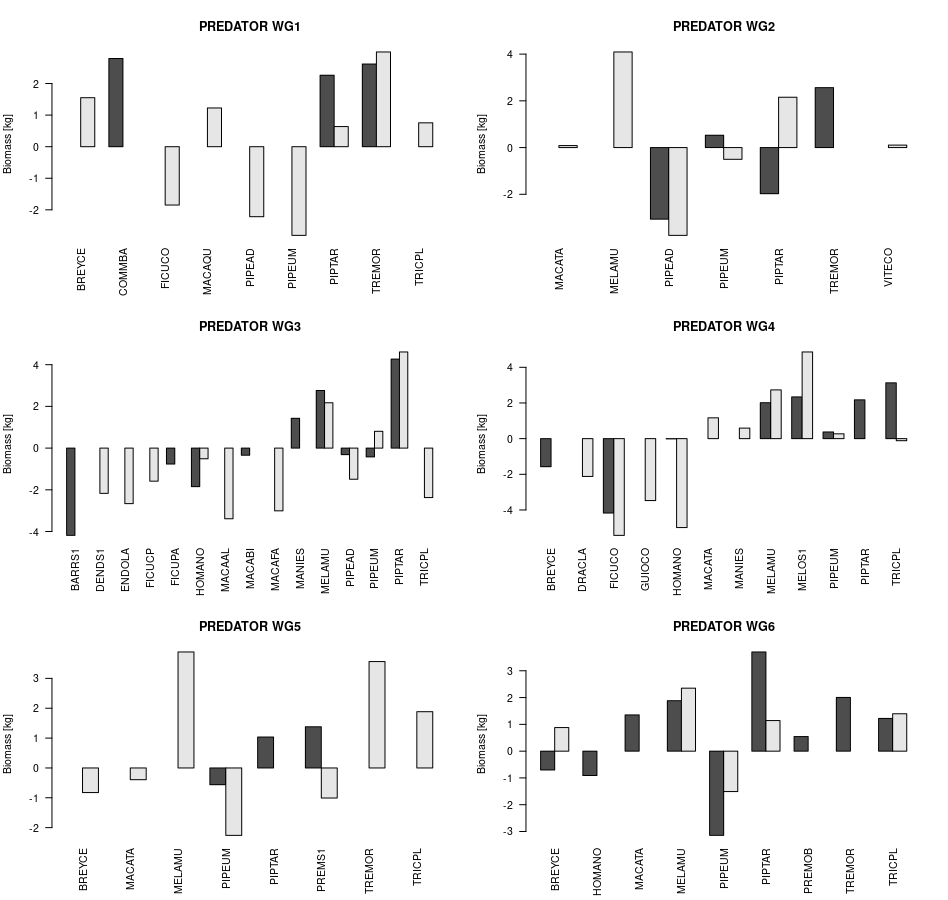 PREDATOR WG1
Biomass [kg]
2
1
0
-1
-2
BREYCE
COMMBA
FICUCO
MACAQU
PIPEAD
PIPEUM
PIPTAR
TREMOR
TRICPL
PREDATOR WG2
Biomass [kg]
4
2
0
-2
MACATA
MELAMU
PIPEAD
PIPEUM
PIPTAR
TREMOR
VITECO
PREDATOR WG3
Biomass [kg]
4
2
0
-2
-4
BARRS1
DENDS1
ENDOLA
FICUCP
FICUPA
HOMANO
MACAAL
MACABI
MACAFA
MANIES
MELAMU
PIPEAD
PIPEUM
PIPTAR
TRICPL
PREDATOR WG4
Biomass [kg]
4
2
0
-2
-4
BREYCE
DRACLA
FICUCO
GUIOCO
HOMANO
MACATA
MANIES
MELAMU
MELOS1
PIPEUM
PIPTAR
TRICPL
PREDATOR WG5
Biomass [kg]
3
2
1
0
-1
-2
BREYCE
MACATA
MELAMU
PIPEUM
PIPTAR
PREMS1
TREMOR
TRICPL
PREDATOR WG6
Biomass [kg]
3
2
1
0
-1
-2
-3
BREYCE
HOMANO
MACATA
MELAMU
PIPEUM
PIPTAR
PREMOB
TREMOR
TRICPL